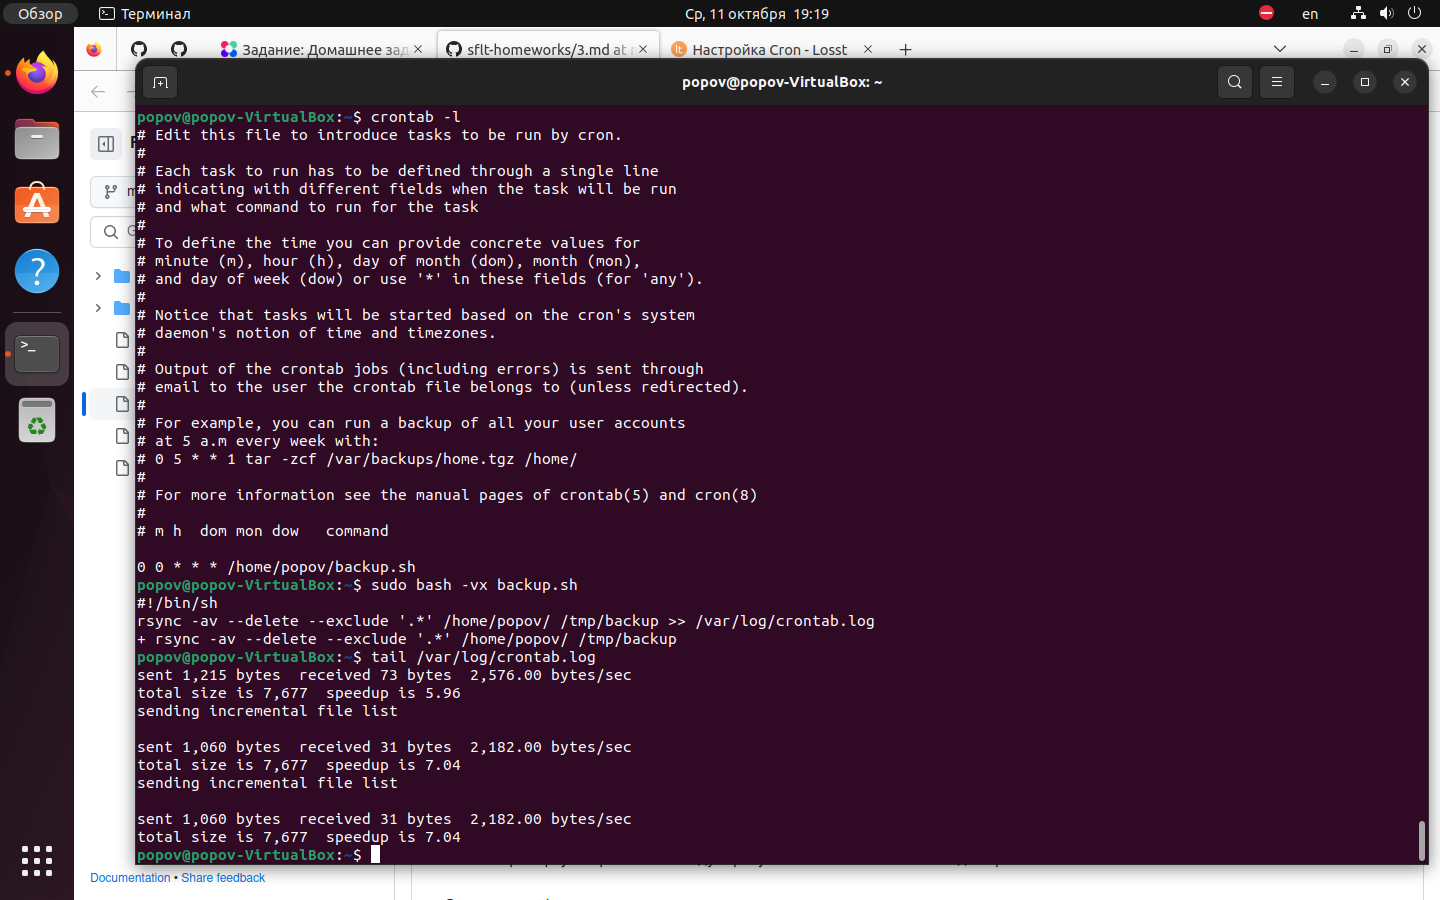 Обзор
Терминал
Ср, 11 октября 19:19
en
Задание: Домашнее зад
sflt-homeworks/3.md at
Настройка Cron - Losst
popov@popov-VirtualBox: ~
popov@popov-VirtualBox:~$ crontab -l
# Edit this file to introduce tasks to be run by cron.
#
# Each task to run has to be defined through a single line
# indicating with different fields when the task will be run
# and what command to run for the task
#
# To define the time you can provide concrete values for
# minute (m), hour (h), day of month (dom), month (mon),
# and day of week (dow) or use '*' in these fields (for 'any').
#
# Notice that tasks will be started based on the cron's system
# daemon's notion of time and timezones.
#
# Output of the crontab jobs (including errors) is sent through
# email to the user the crontab file belongs to (unless redirected).
#
# For example, you can run a backup of all your user accounts
# at 5 a.m every week with:
# 0 5 * * 1 tar -zcf /var/backups/home.tgz /home/
#
# For more information see the manual pages of crontab(5) and cron(8)
#
# m h  dom mon dow   command
0 0 * * * /home/popov/backup.sh
popov@popov-VirtualBox:~$ sudo bash -vx backup.sh
#!/bin/sh
rsync -av --delete --exclude '.*' /home/popov/ /tmp/backup >> /var/log/crontab.log
+ rsync -av --delete --exclude '.*' /home/popov/ /tmp/backup
popov@popov-VirtualBox:~$ tail /var/log/crontab.log
sent 1,215 bytes  received 73 bytes  2,576.00 bytes/sec
total size is 7,677  speedup is 5.96
sending incremental file list
sent 1,060 bytes  received 31 bytes  2,182.00 bytes/sec
total size is 7,677  speedup is 7.04
sending incremental file list
sent 1,060 bytes  received 31 bytes  2,182.00 bytes/sec
total size is 7,677  speedup is 7.04
popov@popov-VirtualBox:~$
Documentation • Share feedback